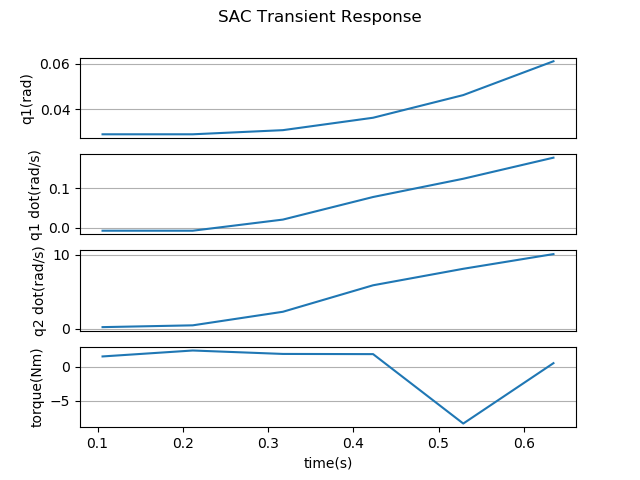 SAC Transient Response
0.06
0.04
q1(rad)
0.1
0.0
q1 dot(rad/s)
10
0
q2 dot(rad/s)
0
−5
torque(Nm)
0.1 0.2 0.3 0.4 0.5 0.6
time(s)